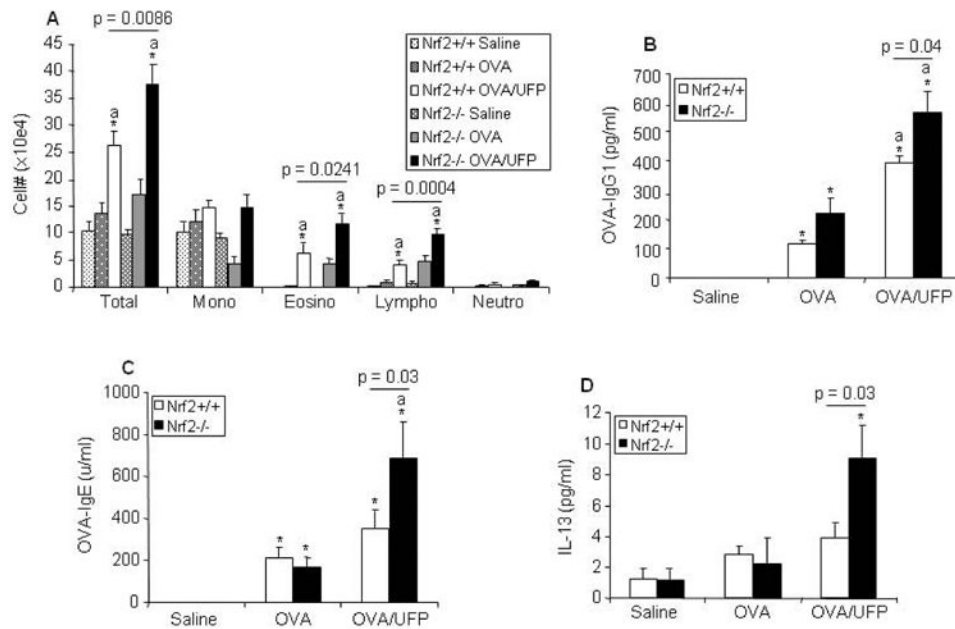 A
p = 0.0086
Cell# (×10e4)
45
40
35
30
25
20
15
10
5
0
a
*
a
*
p = 0.0241
a
*
a
*
p = 0.0004
a
*
a
*
Total Mono Eosino Lympho Neutro
Nrf2+/+ Saline
Nrf2+/+ OVA
Nrf2+/+ OVA/UFP
Nrf2-/- Saline
Nrf2-/- OVA
Nrf2-/- OVA/UFP
B
p = 0.04
OVA-IgG1 (pg/ml)
700
600
500
400
300
200
100
0
Nrf2+/+
Nrf2-/-
*
*
a
*
a
*
Saline OVA OVA/UFP
C
p = 0.03
OVA-IgE (u/ml)
1000
800
600
400
200
0
Nrf2+/+
Nrf2-/-
*
*
*
a
*
Saline OVA OVA/UFP
D
p = 0.03
IL-13 (pg/ml)
12
10
8
6
4
2
0
Nrf2+/+
Nrf2-/-
*
Saline OVA OVA/UFP